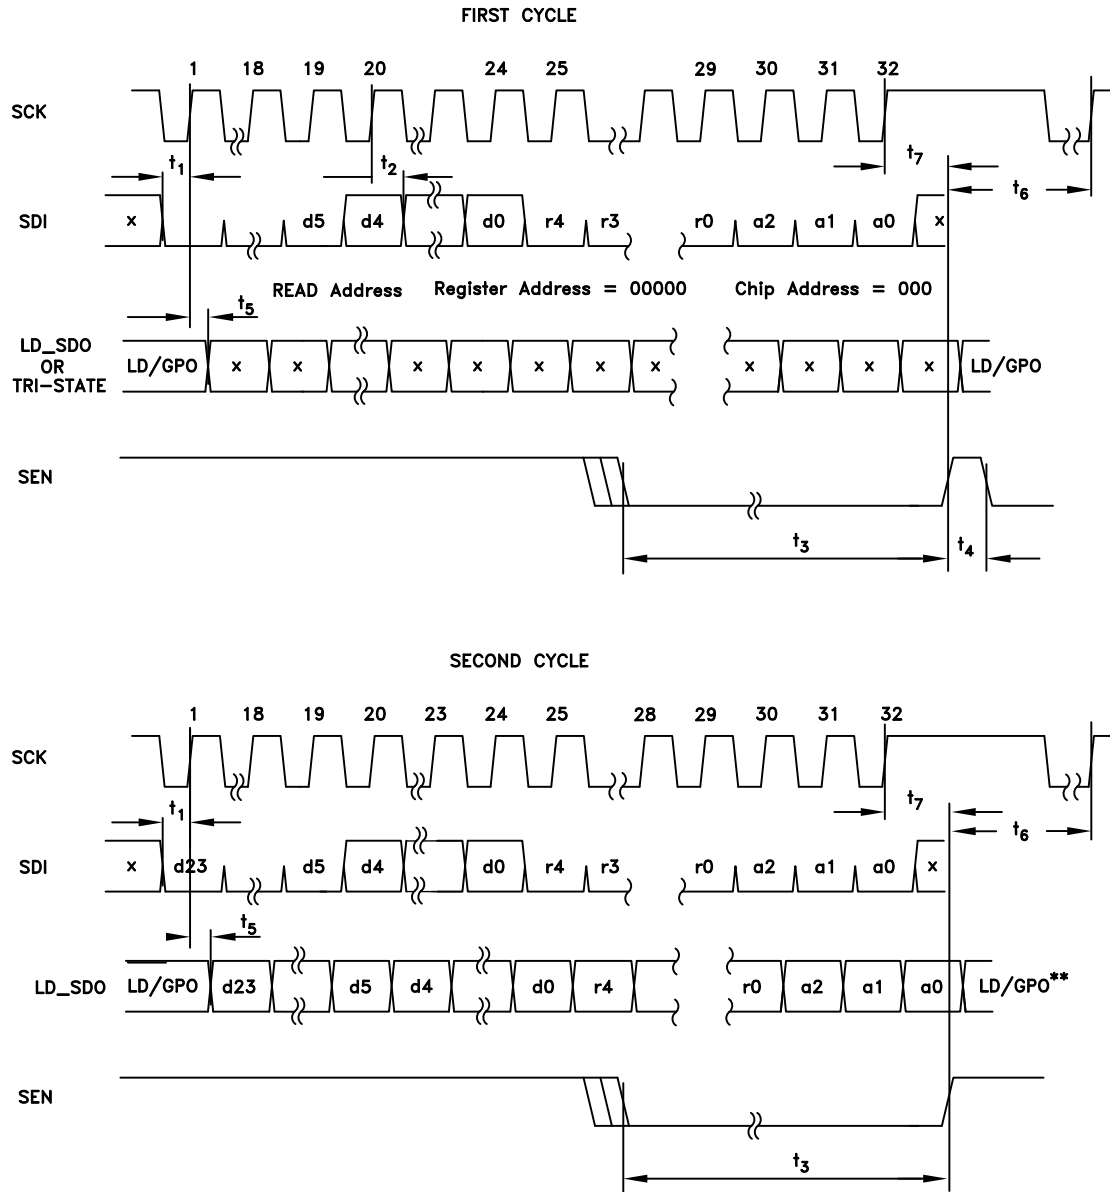 FIRST CYCLE
1 18 19 20 24 25 29 30 31 32
SCK
t1 t2 t7
t6
SDI x d5 d4 d0 r4 r3 r0 a2 a1 a0 x
READ Address Register Address = 00000 Chip Address = 000
t5
LD_SDO
OR
TRI-STATE
LD/GPO x x x x x x x x x x x LD/GPO
SEN
t3 t4
SECOND CYCLE
1 18 19 20 23 24 25 28 29 30 31 32
SCK
t1 t7
t6
SDI x d23 d5 d4 d0 r4 r3 r0 a2 a1 a0 x
t5
LD_SDO LD/GPO d23 d5 d4 d0 r4 r0 a2 a1 a0 LD/GPO**
SEN
t3